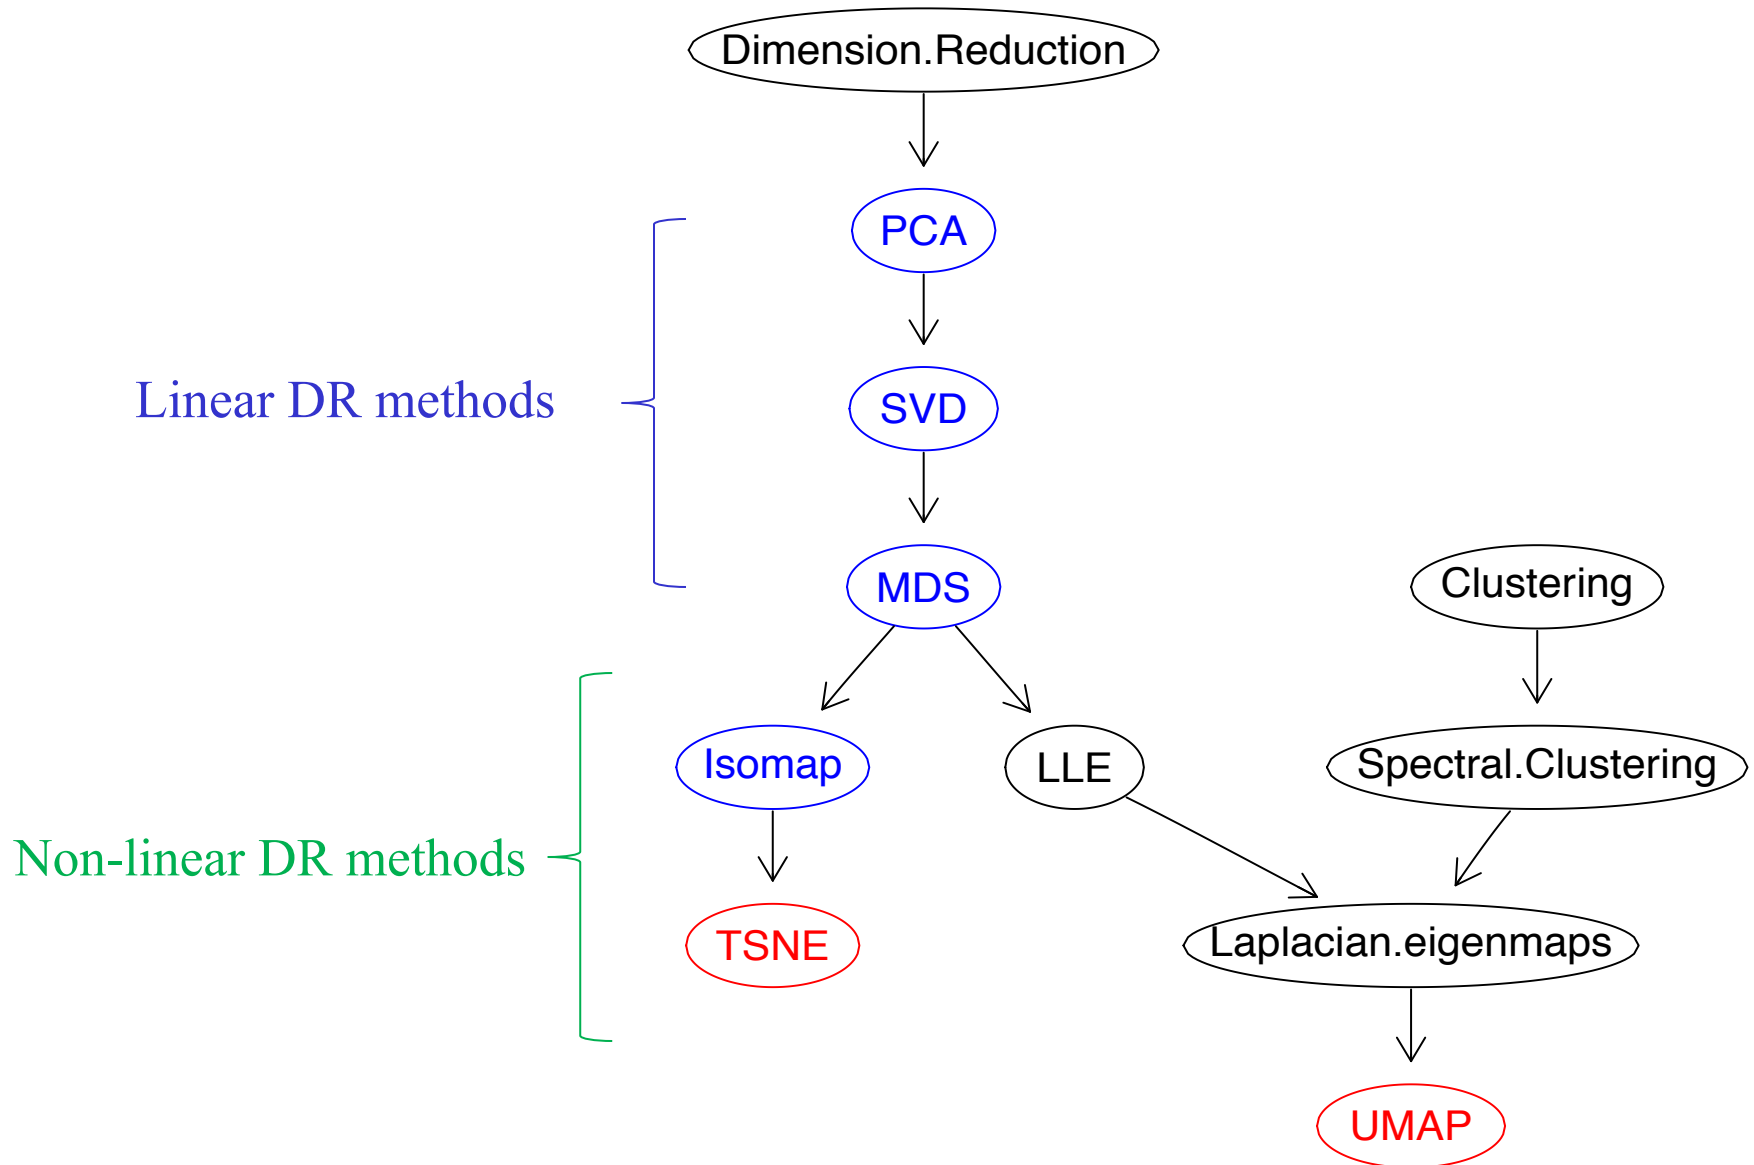 Dimension.Reduction
PCA
Linear DR methods
SVD
MDS
Clustering
Isomap
LLE
Spectral.Clustering
Non-linear DR methods
TSNE
Laplacian.eigenmaps
UMAP